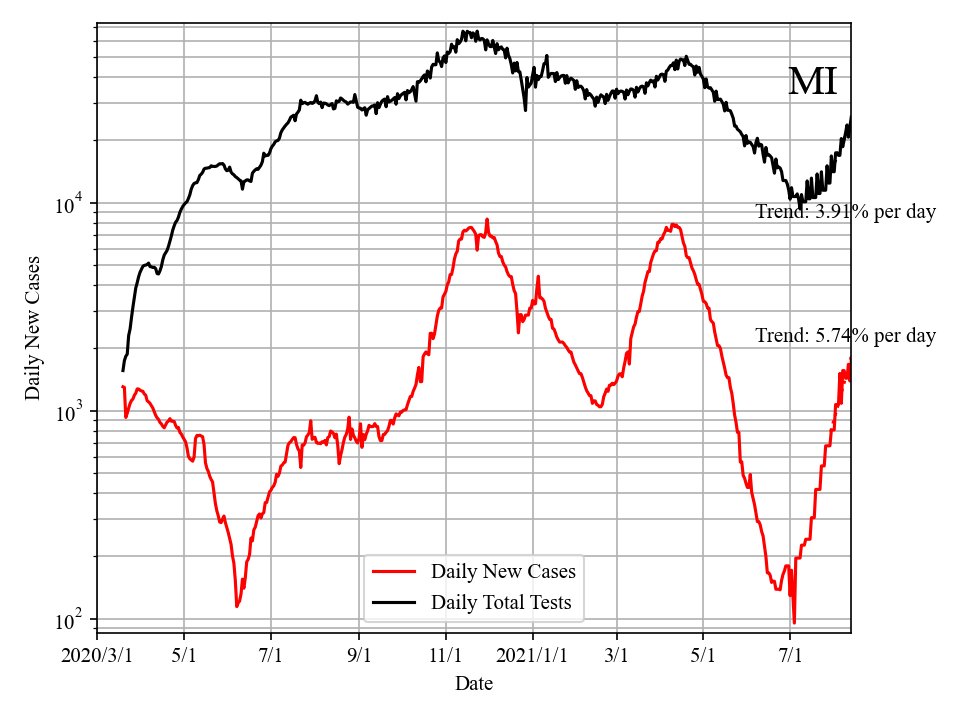 MI
10^4
Trend: 3.91% per day
Daily New Cases
Trend: 5.74% per day
10^3
Daily New Cases
Daily Total Tests
10^2
2020/3/1 5/1 7/1 9/1 11/1 2021/1/1 3/1 5/1 7/1
Date